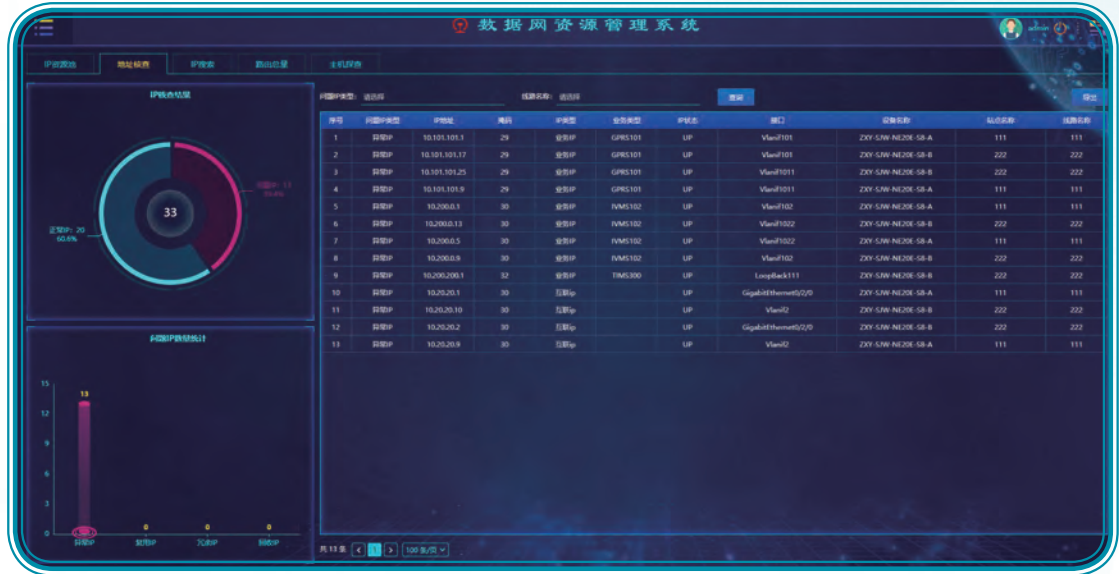 数据网资源管理系统
admin
IP资源池 地址核查 IP搜索 路由总量 主机探查
IP核查结果
问题IP: 13
正常IP: 20
60.6%
33
问题IP数量统计
15
13
12
9
6
3
0
0 0 0
异常IP 复用IP 冗余IP 回收IP
问题IP类型: 请选择 线路名称: 请选择 查询 导出
序号 问题IP类型 IP地址 掩码 IP类型 业务类型 IP状态 接口 设备名称 站点名称 线路名称
1 异常IP 10.101.101.1 29 业务IP GPRS101 UP Vlanif101 ZXY-SJW-NE20E-S8-A 111 111
2 异常IP 10.101.101.17 29 业务IP GPRS101 UP Vlanif101 ZXY-SJW-NE20E-S8-B 222 222
3 异常IP 10.101.101.25 29 业务IP GPRS101 UP Vlanif1011 ZXY-SJW-NE20E-S8-B 222 222
4 异常IP 10.101.101.9 29 业务IP GPRS101 UP Vlanif1011 ZXY-SJW-NE20E-S8-A 111 111
5 异常IP 10.200.0.1 30 业务IP IVMS102 UP Vlanif102 ZXY-SJW-NE20E-S8-A 111 111
6 异常IP 10.200.0.13 30 业务IP IVMS102 UP Vlanif1022 ZXY-SJW-NE20E-S8-B 222 222
7 异常IP 10.200.0.5 30 业务IP IVMS102 UP Vlanif1022 ZXY-SJW-NE20E-S8-A 111 111
8 异常IP 10.200.0.9 30 业务IP IVMS102 UP Vlanif102 ZXY-SJW-NE20E-S8-B 222 222
9 异常IP 10.200.200.1 32 业务IP TIMS300 UP LoopBack111 ZXY-SJW-NE20E-S8-B 222 222
10 异常IP 10.20.20.1 30 互联ip UP GigabitEthernet0/2/0 ZXY-SJW-NE20E-S8-A 111 111
11 异常IP 10.20.20.10 30 互联ip UP Vlanif2 ZXY-SJW-NE20E-S8-B 222 222
12 异常IP 10.20.20.2 30 互联ip UP GigabitEthernet0/2/0 ZXY-SJW-NE20E-S8-B 222 222
13 异常IP 10.20.20.9 30 互联ip UP Vlanif2 ZXY-SJW-NE20E-S8-A 111 111
共 13 条 < 1 > 100 条/页